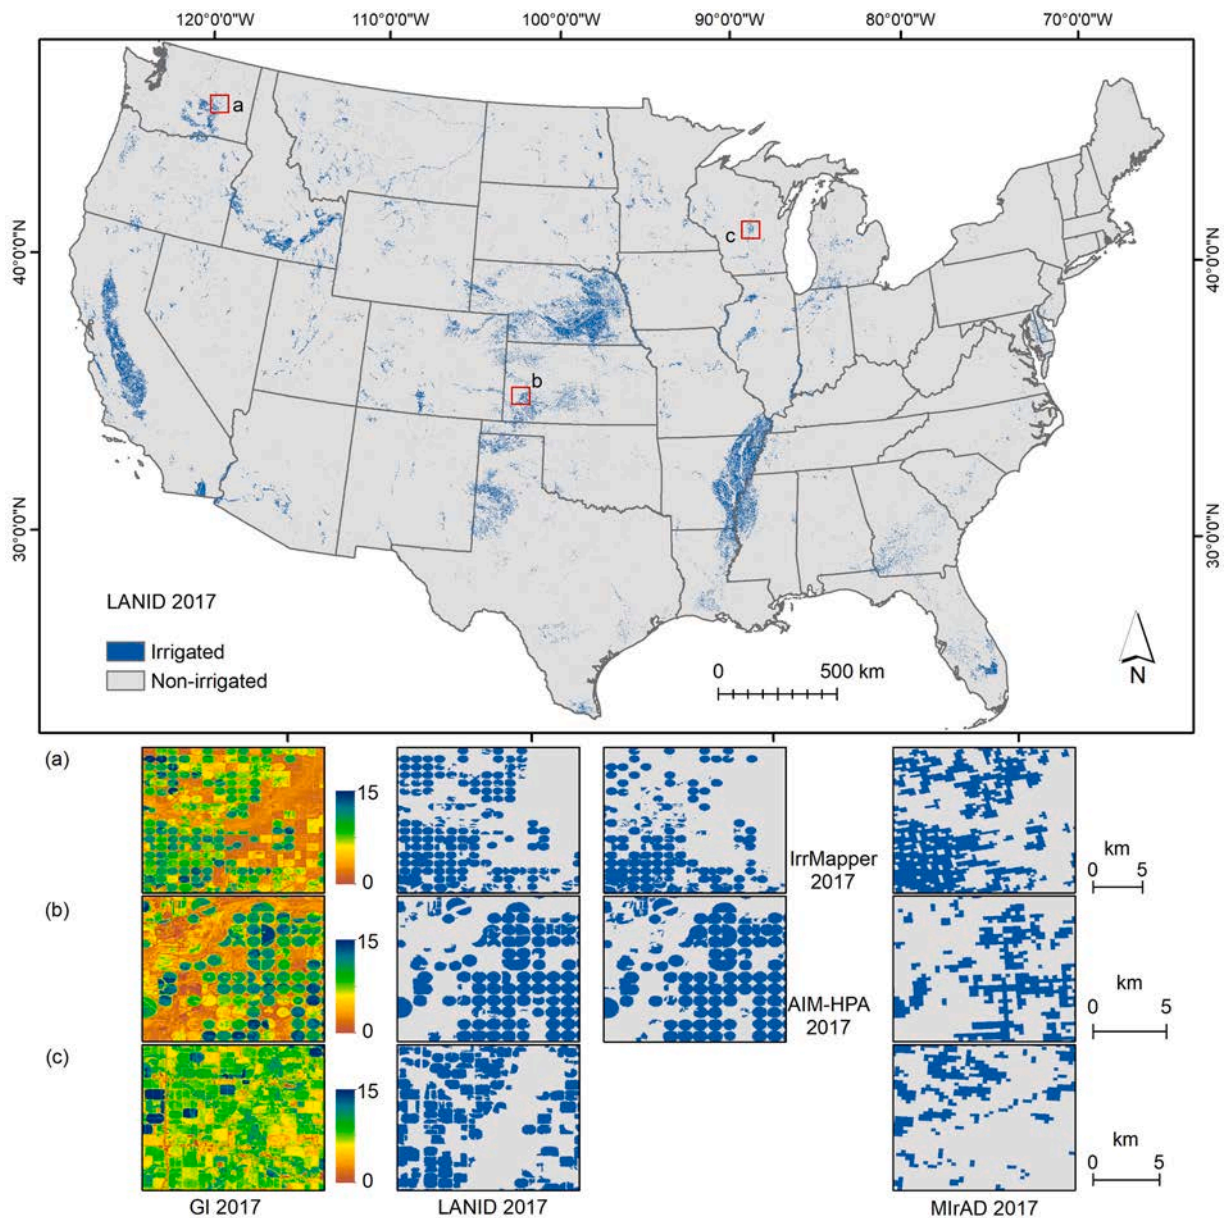 120°0'0"W 110°0'0"W 100°0'0"W 90°0'0"W 80°0'0"W 70°0'0"W
a
c
40°0'0"N
40°0'0"N
b
30°0'0"N
30°0'0"N
LANID 2017
Irrigated
Non-irrigated
0 500 km
N
(a)
15
0
IrrMapper
2017
km
0 5
(b)
15
0
AIM-HPA
2017
km
0 5
(c)
15
0
km
0 5
GI 2017
LANID 2017
MIrAD 2017